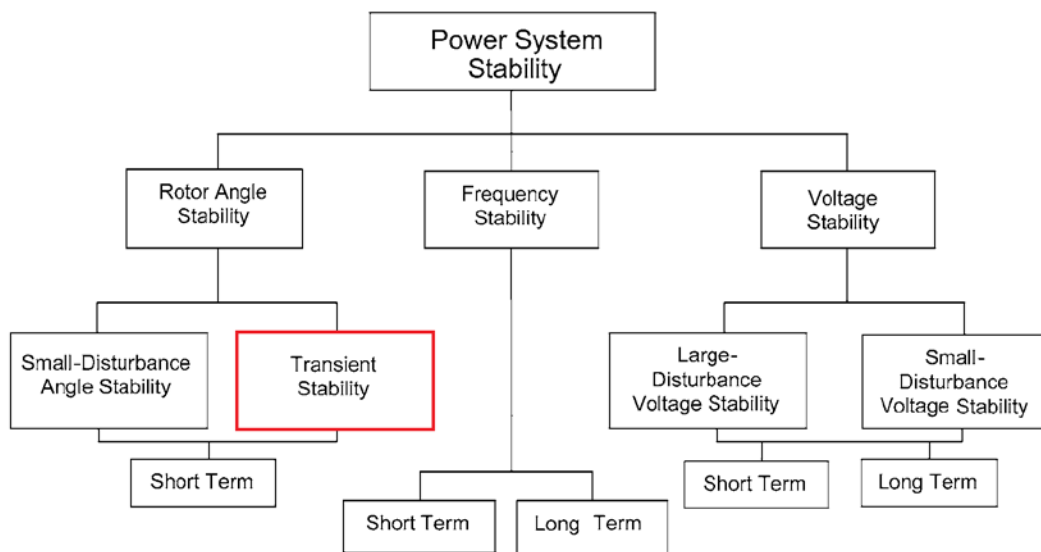 Power System
Stability
Rotor Angle
Stability
Frequency
Stability
Voltage
Stability
Small-Disturbance
Angle Stability
Transient
Stability
Large-
Disturbance
Voltage Stability
Small-
Disturbance
Voltage Stability
Short Term
Short Term
Long Term
Short Term
Long Term